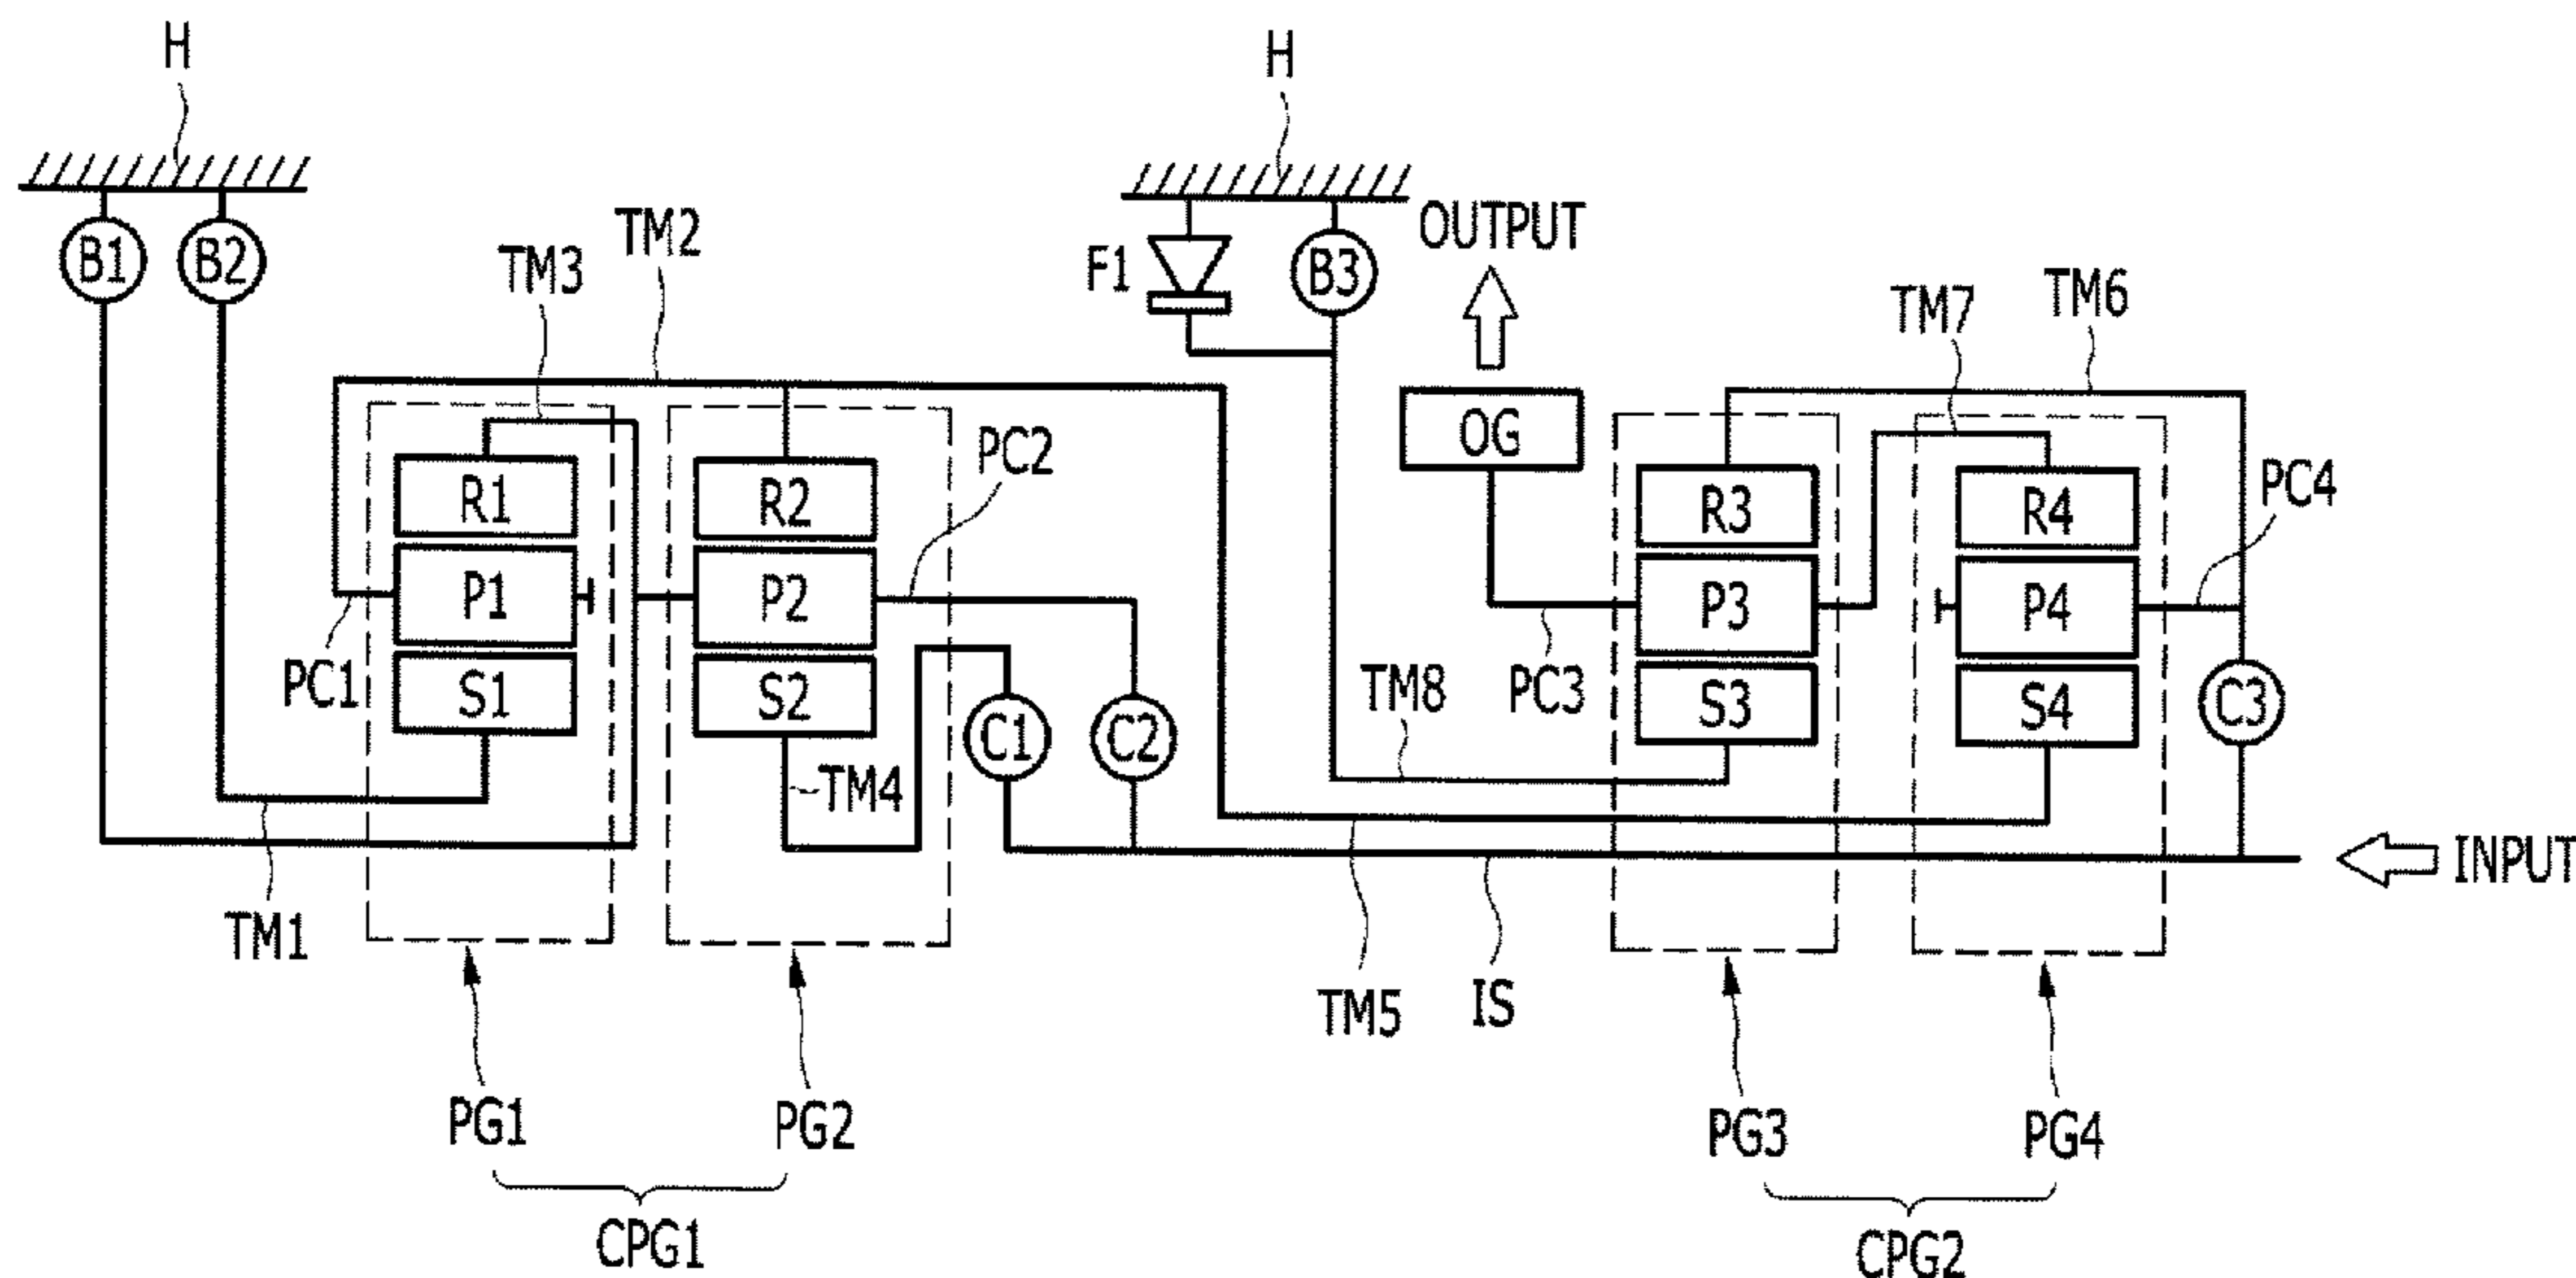 H
H
B1
B2
TM3
TM2
F1
B3
OUTPUT
TM7
TM6
OG
R1
R2
PC2
R3
R4
PC4
P1
P2
P3
P4
PC1
S1
S2
TM8
PC3
S3
S4
C3
C1
C2
TM4
TM1
TM5
IS
INPUT
PG1
PG2
PG3
PG4
CPG1
CPG2